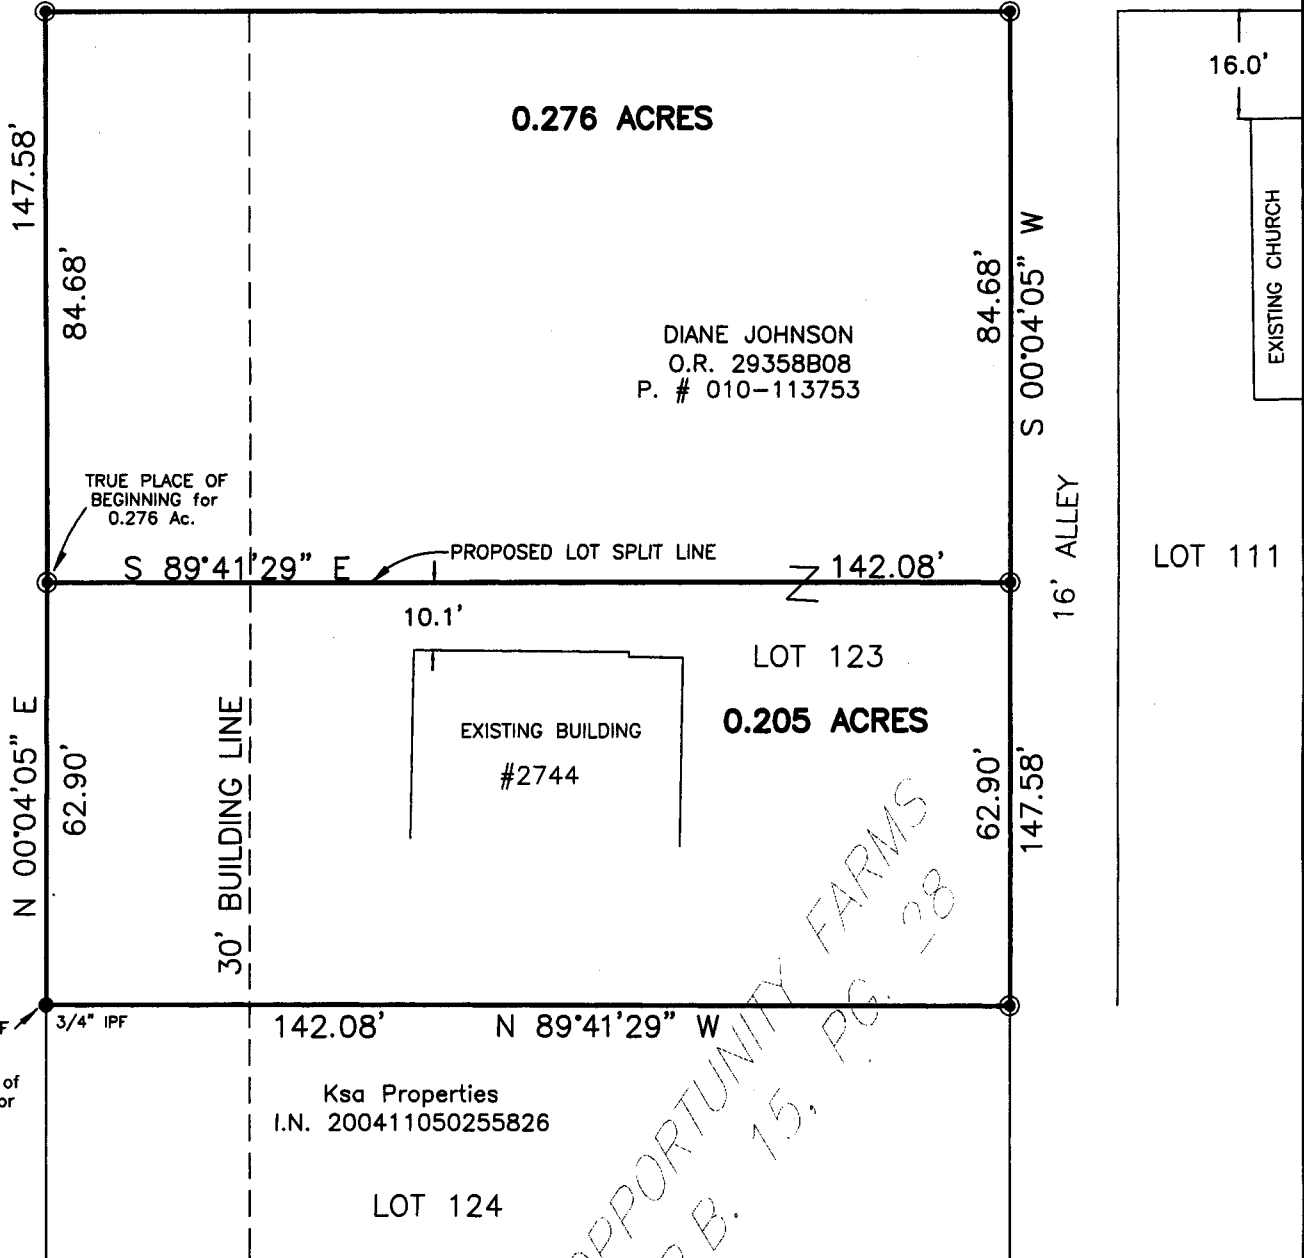 16.0'
0.276 ACRES
147.58'
84.68'
84.68'
S 00°04'05" W
EXISTING CHURCH
DIANE JOHNSON
O.R. 29358B08
P. # 010-113753
TRUE PLACE OF
BEGINNING for
0.276 Ac.
S 89°41'29" E
PROPOSED LOT SPLIT LINE
142.08'
16' ALLEY
LOT 111
10.1'
LOT 123
0.205 ACRES
EXISTING BUILDING
#2744
N 00°04'05" E
62.90'
30' BUILDING LINE
62.90'
147.58'
3/4" IPF
142.08'
N 89°41'29" W
of
Ksa Properties
I.N. 200411050255826
LOT 124
OPPORTUNITY FARMS
B. 15, PG. 28